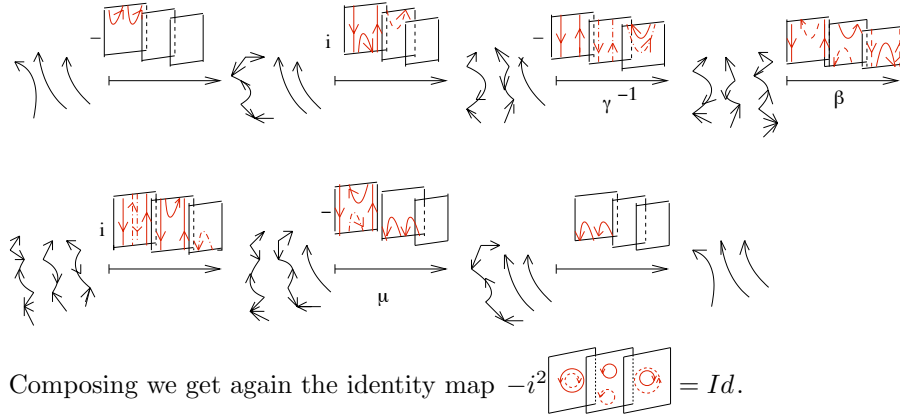 − i − γ⁻¹ β
i − μ
Composing we get again the identity map −i² = Id.